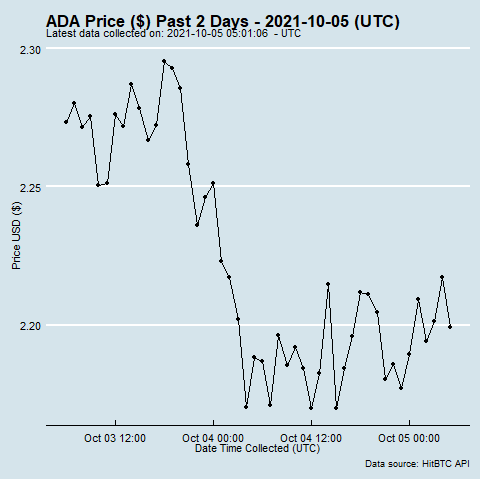 ADA Price ($) Past 2 Days - 2021-10-05 (UTC)
Latest data collected on: 2021-10-05 05:01:06 - UTC
2.30
2.25
2.20
Price USD ($)
Oct 03 12:00
Oct 04 00:00
Oct 04 12:00
Oct 05 00:00
Date Time Collected (UTC)
Data source: HitBTC API